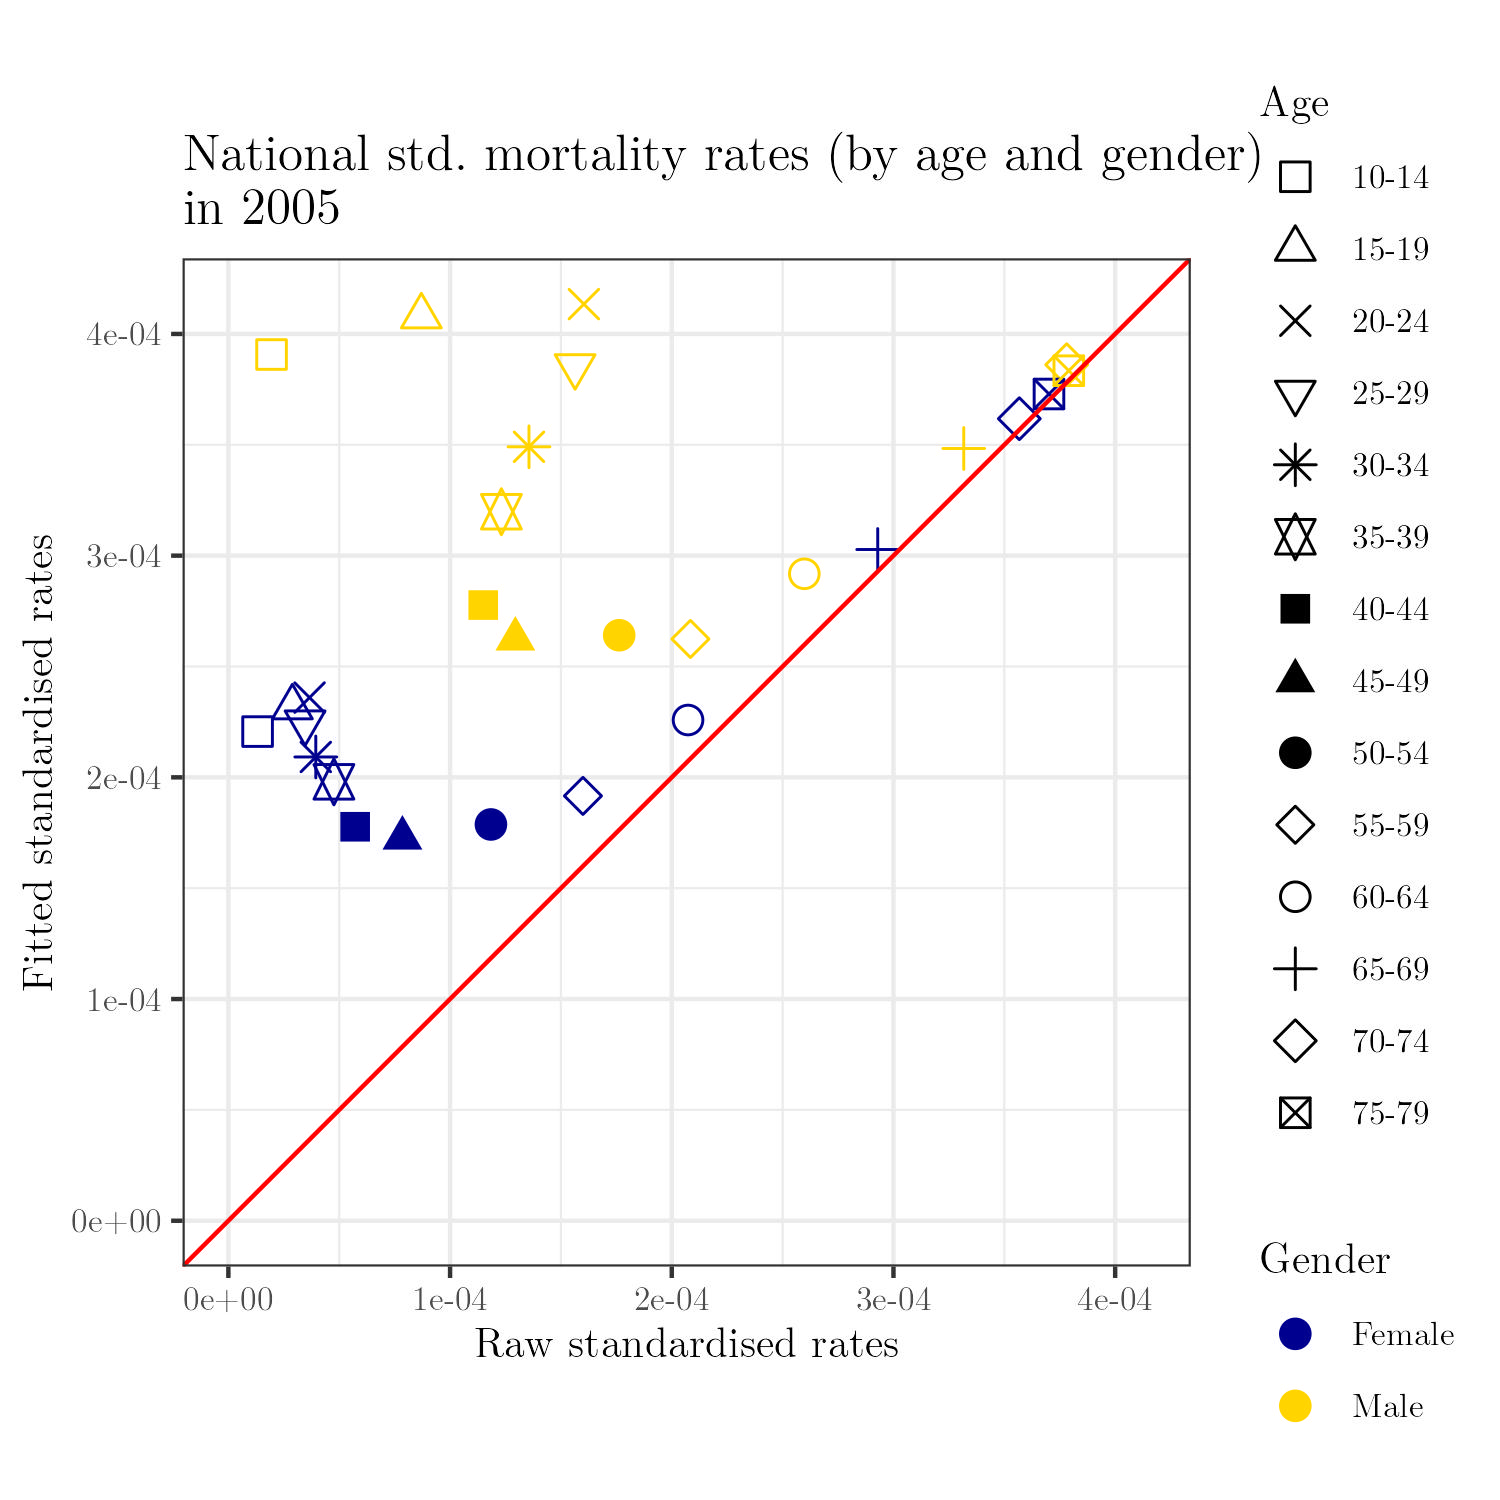 National std. mortality rates (by age and gender)
in 2005
Fitted standardised rates
4e-04
3e-04
2e-04
1e-04
0e+00
0e+00
1e-04
2e-04
3e-04
4e-04
Raw standardised rates
Age
10-14
15-19
20-24
25-29
30-34
35-39
40-44
45-49
50-54
55-59
60-64
65-69
70-74
75-79
Gender
Female
Male